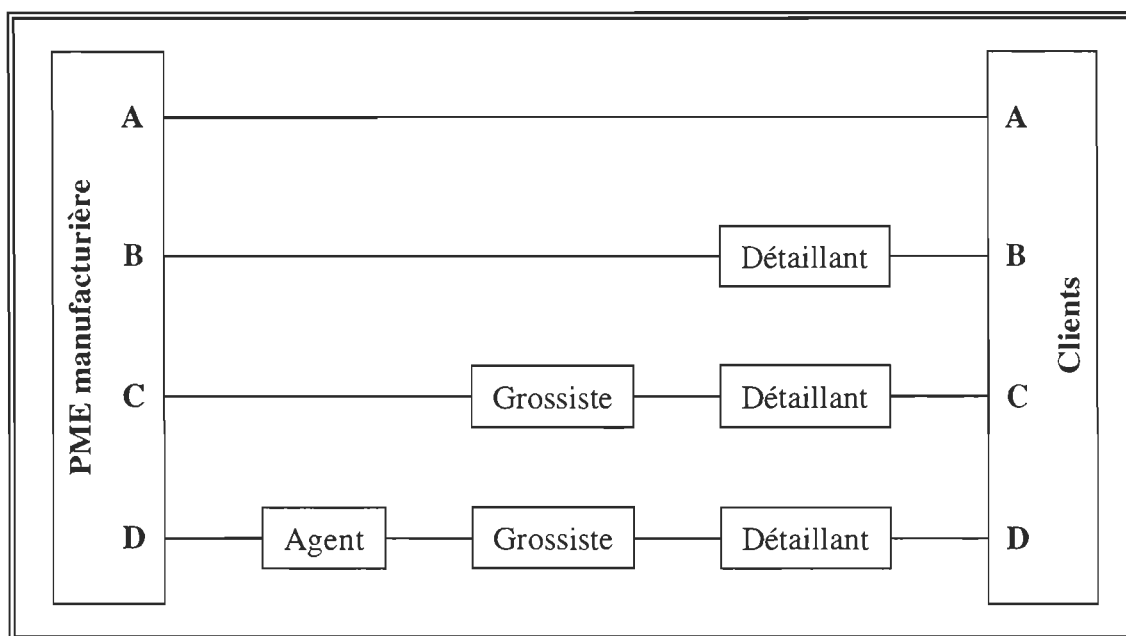 PME manufacturière
A A
B Détaillant B
C Grossiste Détaillant C
D Agent Grossiste Détaillant D
Clients